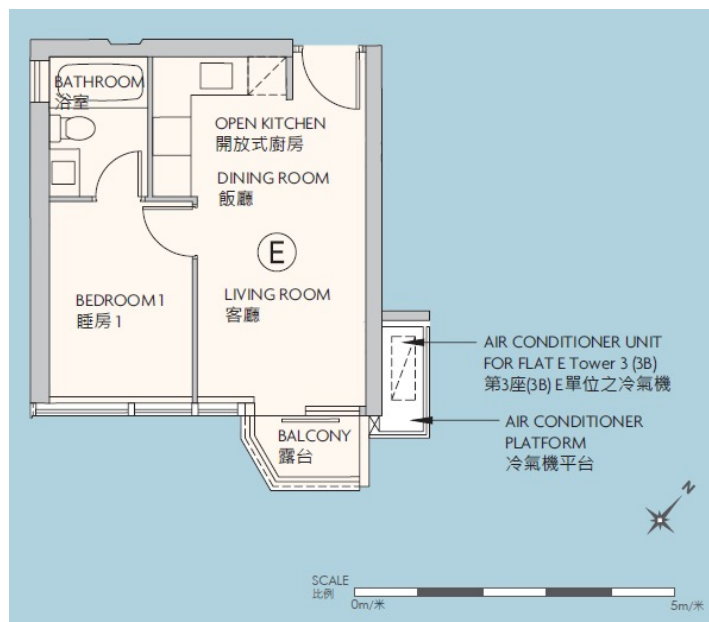 BATHROOM
浴室
OPEN KITCHEN
開放式廚房
DINING ROOM
飯廳
E
BEDROOM 1
睡房 1
LIVING ROOM
客廳
AIR CONDITIONER UNIT
FOR FLAT E Tower 3 (3B)
第3座(3B) E單位之冷氣機
AIR CONDITIONER
PLATFORM
冷氣機平台
BALCONY
露台
N
SCALE
比例
0m/米
5m/米